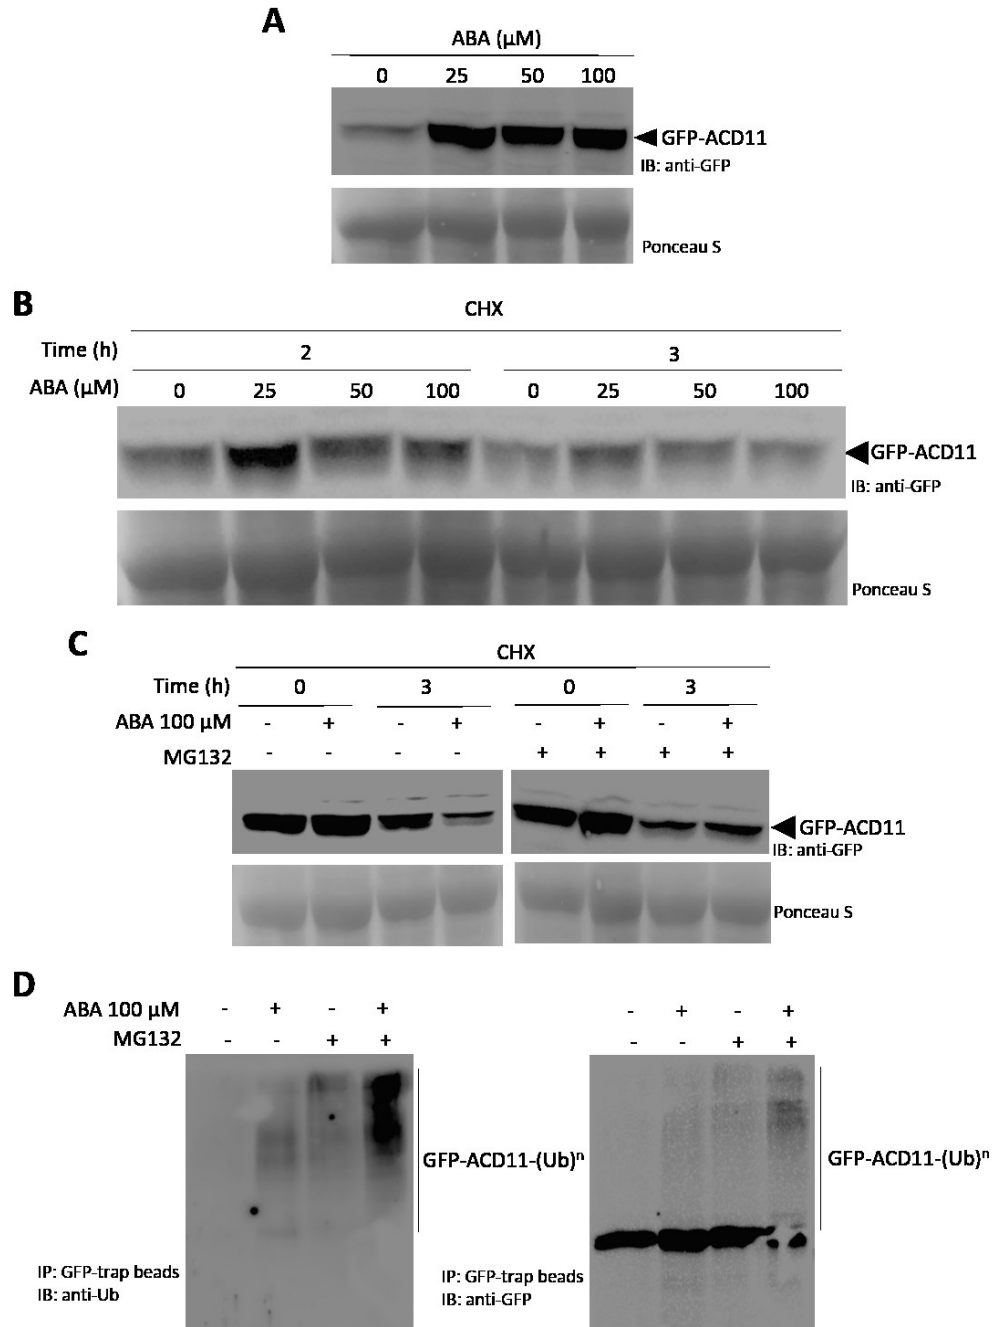 A
ABA (µM)
0 25 50 100
GFP-ACD11
IB: anti-GFP
Ponceau S
B
CHX
Time (h) 2 3
ABA (µM) 0 25 50 100 0 25 50 100
GFP-ACD11
IB: anti-GFP
Ponceau S
C
CHX
Time (h) 0 3 0 3
ABA 100 µM - + - + - + - +
MG132 - - - - + + + +
GFP-ACD11
IB: anti-GFP
Ponceau S
D
ABA 100 µM - + - + - + - +
MG132 - - + + - - + +
GFP-ACD11-(Ub)ⁿ GFP-ACD11-(Ub)ⁿ
IP: GFP-trap beads IP: GFP-trap beads
IB: anti-Ub IB: anti-GFP